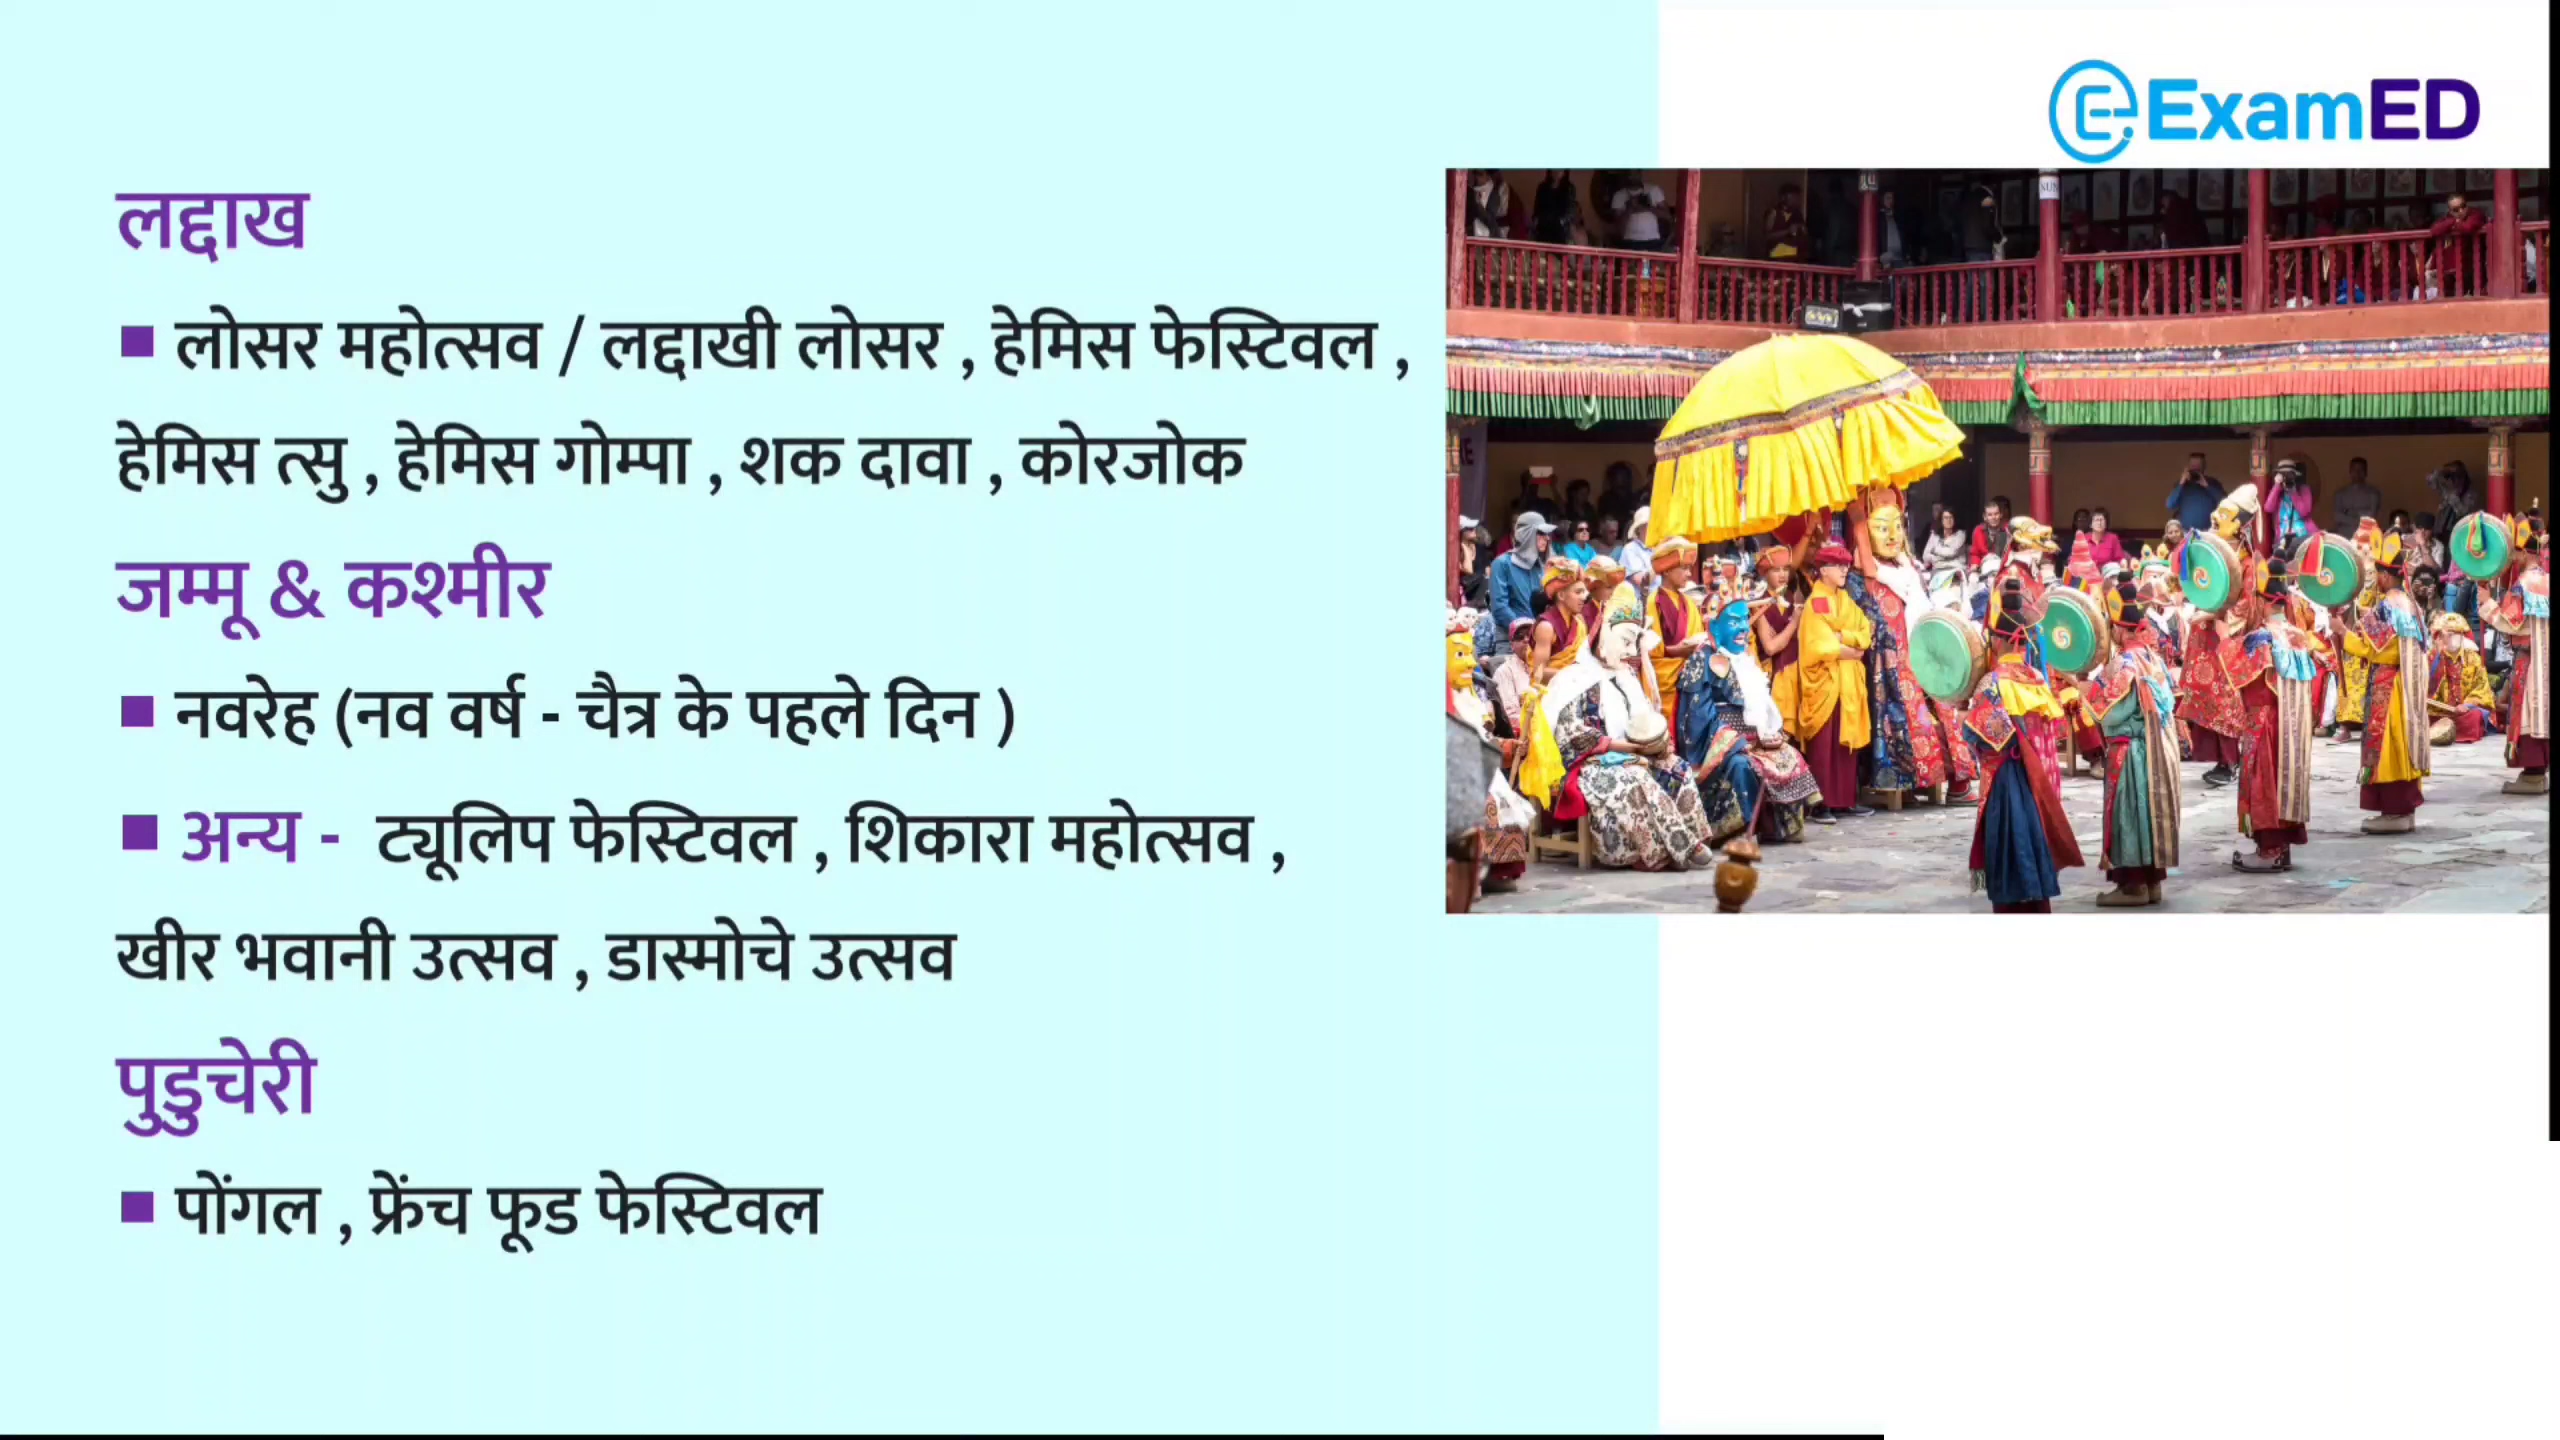 ExamED
लद्दाख
■ लोसर महोत्सव / लद्दाखी लोसर , हेमिस फेस्टिवल ,
हेमिस त्सु , हेमिस गोम्पा , शक दावा , कोरजोक
जम्मू & कश्मीर
■ नवरेह (नव वर्ष - चैत्र के पहले दिन )
■ अन्य - ट्यूलिप फेस्टिवल , शिकारा महोत्सव ,
खीर भवानी उत्सव , डास्मोचे उत्सव
पुडुचेरी
■ पोंगल , फ्रेंच फूड फेस्टिवल